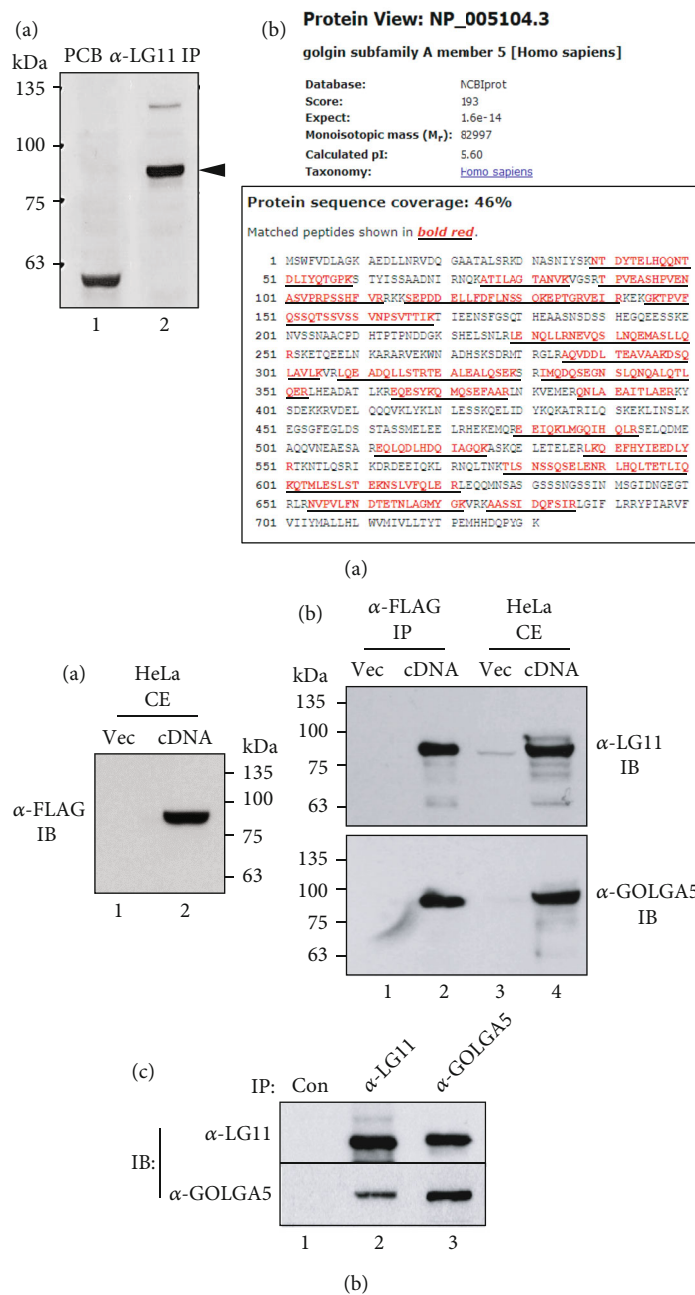 (a)
PCB α-LG11 IP
kDa
135
100
75
63
1 2
(b)
Protein View: NP_005104.3
golgin subfamily A member 5 [Homo sapiens]
Database: NCBIprot
Score: 193
Expect: 1.6e-14
Monoisotopic mass (Mr): 82997
Calculated pI: 5.60
Taxonomy: Homo sapiens
Protein sequence coverage: 46%
Matched peptides shown in bold red.
1 MSWFVDLAGK AEDLLNRVDQ GAATALSRKD NASNIYSKNT DYTELHQQNT
51 DLIYQTGPKS TYISSAADNI RNQKATILAG TANVKVGSRT PVEASHPVEN
101 ASVPRPSSHF VRRKKSEPDD ELLFDFLNSS QKEPTGRVEI RKEKGKTPVF
151 QSSQTSSVSS VNPSVTTIKT IEENSFGSQT HEAASNSDSS HEGQEESSKE
201 NVSSNAACPD HTPTPNDDGK SHELSNLRLE NQLLRNEVQS LNQEMASLLQ
251 RSKETQEELN KARARVEKWN ADHSKSDRMT RGLRAQVDDL TEAVAAKDSQ
301 LAVLKVRLQE ADQLLSTRTE ALEALQSEKS RIMQDQSEGN SLQNQALQTL
351 QERLHEADAT LKREQESYKQ MQSEFAARLN KVEMERQNLA EAITLAERKY
401 SDEKKRVDEL QQQVKLYKLN LESSKQELID YKQKATRILQ SKEKLINSLK
451 EGSGFEGLDS STASSMELEE LRHEKEMQRE EIQKLMGQIH QLRSELQDME
501 AQQVNEAESA REQLQDLHDQ IAGQKASKQE LETELERLKQ EFHYIEEDLY
551 RTKNTLQSRI KDRDEEIQKL RNQLTNKTLS NSSQSELENR LHQLTETLIQ
601 KQTMLESLST EKNSLVFQLE RLEQQMNSAS GSSSNGSSIN MSGIDNGEGT
651 RLRNVPVLFN DTETNLAGMY GKVRKAASSI DQFSIRLGIF LRRYPIARVF
701 VIIYMALLHL WVMIVLLTYT PEMHHDQPYG K
(a)
(a)
HeLa
CE
Vec cDNA
kDa
α-FLAG
IB
135
100
75
63
1 2
(b)
α-FLAG
IP
HeLa
CE
Vec cDNA Vec cDNA
kDa
135
100
75
63
α-LG11
IB
135
100
75
63
α-GOLGA5
IB
1 2 3 4
(c)
IP: Con α-LG11 α-GOLGA5
IB:
α-LG11
α-GOLGA5
1 2 3
(b)